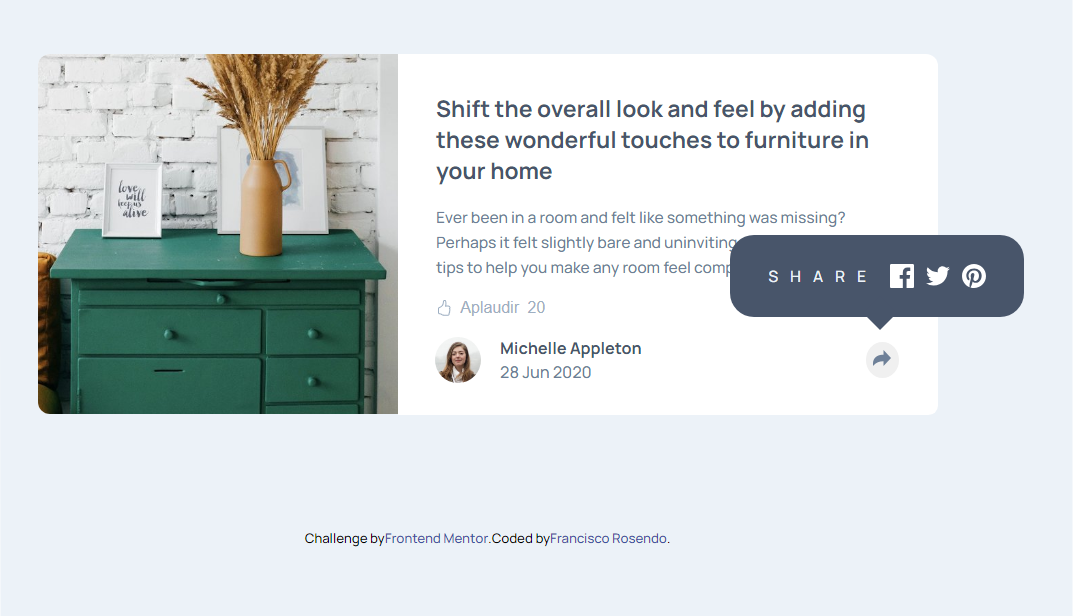 Shift the overall look and feel by adding
these wonderful touches to furniture in
your home
Ever been in a room and felt like something was missing?
Perhaps it felt slightly bare and uninviting
tips to help you make any room feel
SHARE
Aplaudir 20
Michelle Appleton
28 Jun 2020
love
will
keep us
alive
Challenge byFrontend Mentor.Coded byFrancisco Rosendo.